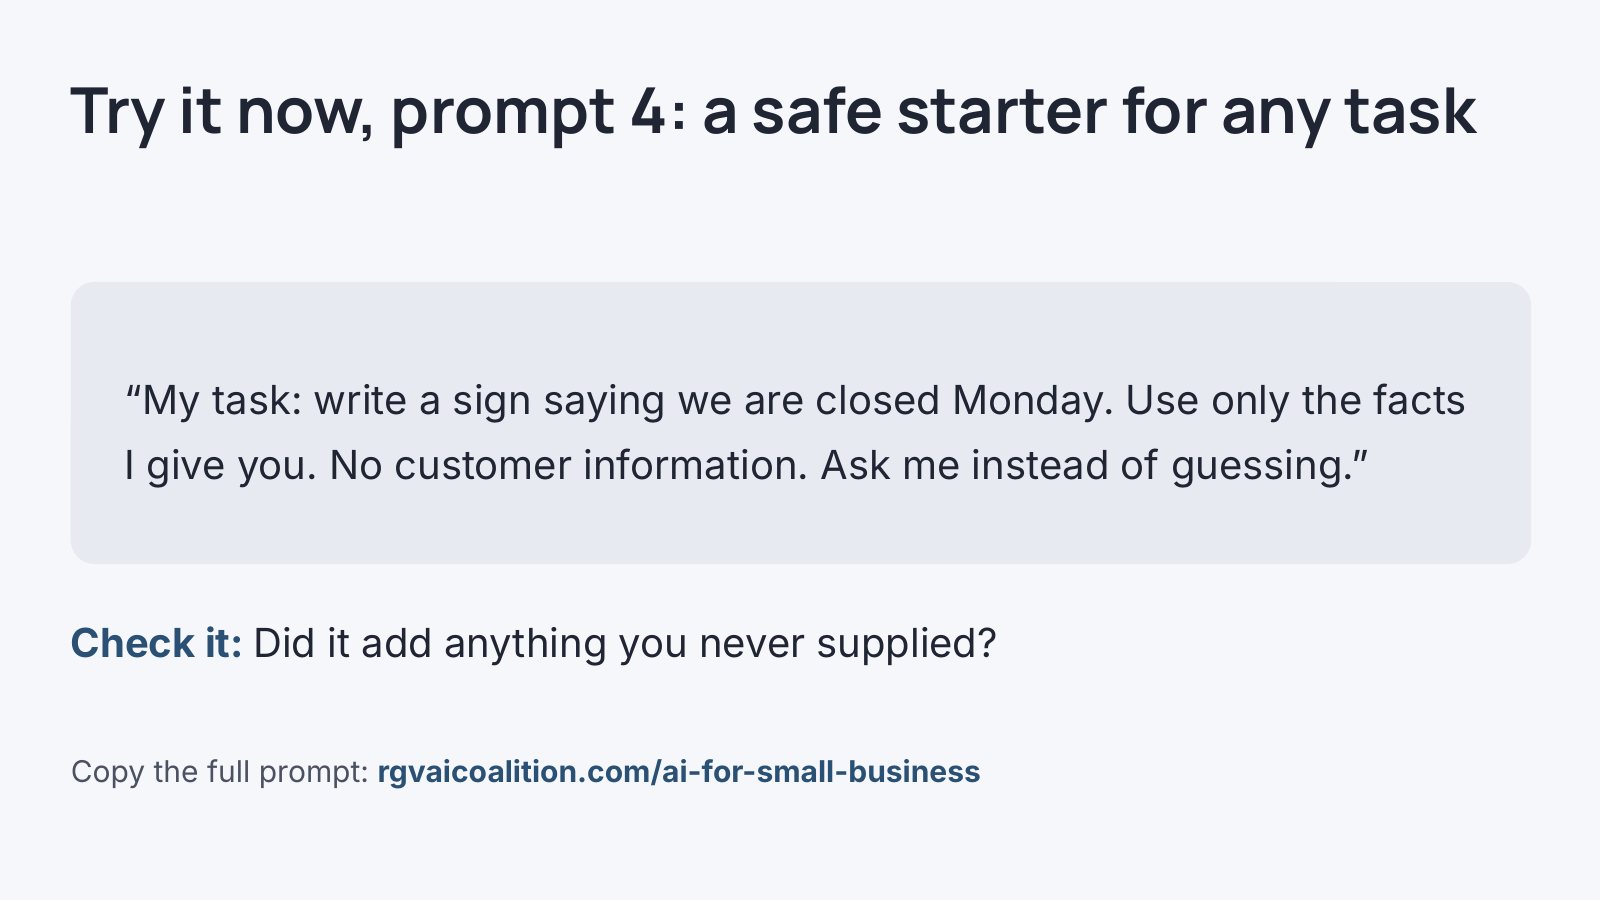 Try it now, prompt 4: a safe starter for any task
“My task: write a sign saying we are closed Monday. Use only the facts
I give you. No customer information. Ask me instead of guessing.”
Check it: Did it add anything you never supplied?
Copy the full prompt: rgvaicoalition.com/ai-for-small-business